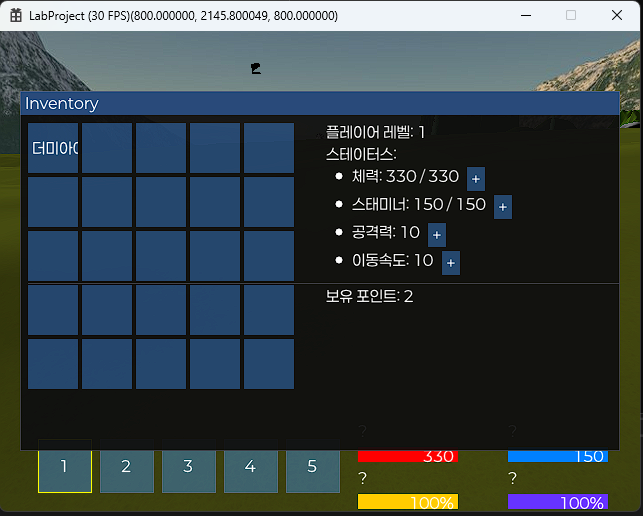 LabProject (30 FPS)(800.000000, 2145.800049, 800.000000)
Inventory
더미아
플레이어 레벨: 1
스테이터스:
체력: 330 / 330 +
스태미너: 150 / 150 +
공격력: 10 +
이동속도: 10 +
보유 포인트: 2
? ?
1 2 3 4 5 330 150
? ?
100% 100%